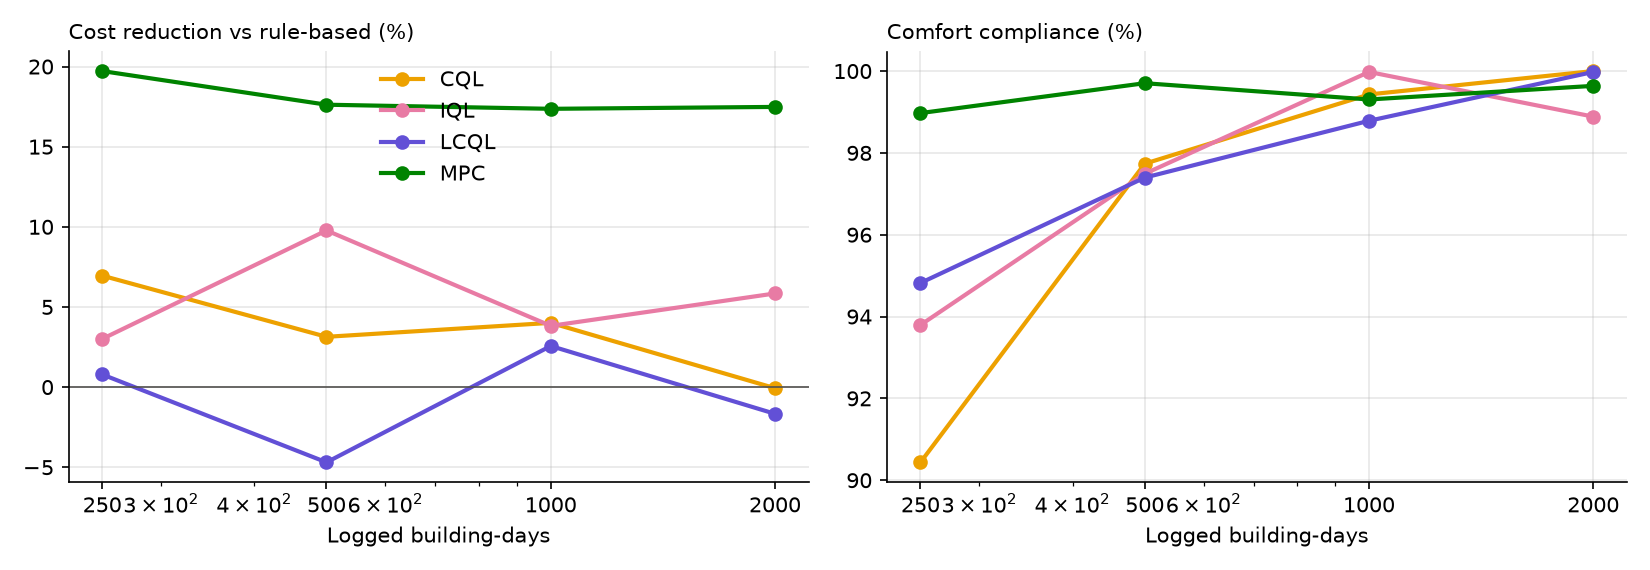 Cost reduction vs rule-based (%)
20
15
10
5
0
−5
CQL
IQL
LCQL
MPC
250 3 × 10² 4 × 10² 500 6 × 10² 1000 2000
Logged building-days
Comfort compliance (%)
100
98
96
94
92
90
250 3 × 10² 4 × 10² 500 6 × 10² 1000 2000
Logged building-days